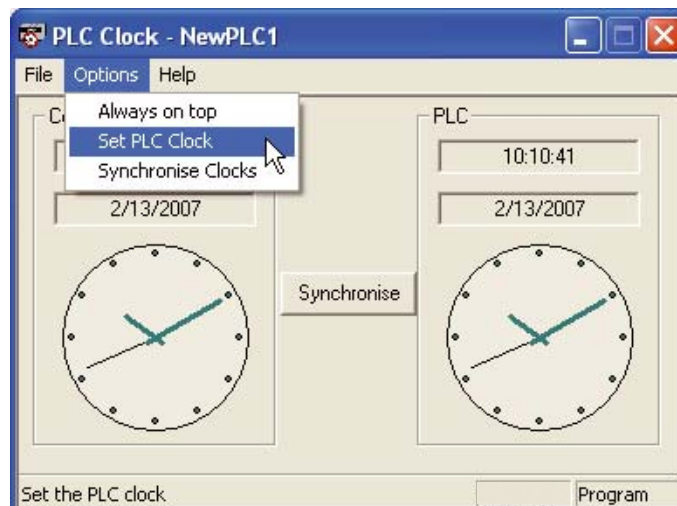 PLC Clock - NewPLC1
File Options Help
Always on top
Set PLC Clock
Synchronise Clocks
2/13/2007
Synchronise
PLC
10:10:41
2/13/2007
Set the PLC clock
Program